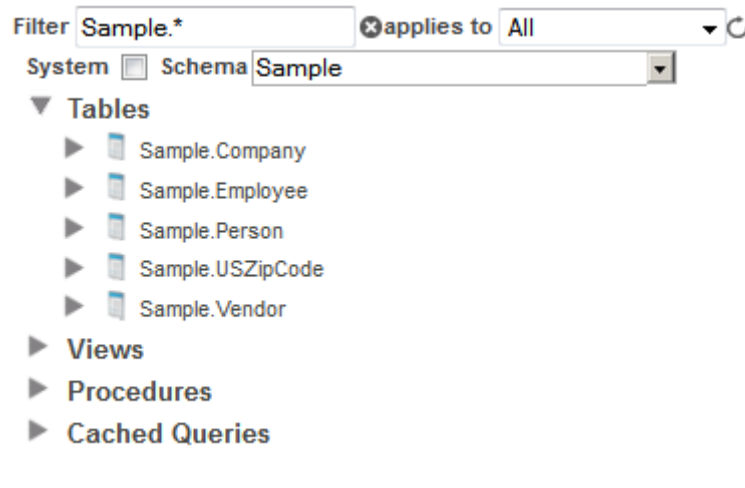 Filter Sample.* applies to All
System Schema Sample
Tables
Sample.Company
Sample.Employee
Sample.Person
Sample.USZipCode
Sample.Vendor
Views
Procedures
Cached Queries